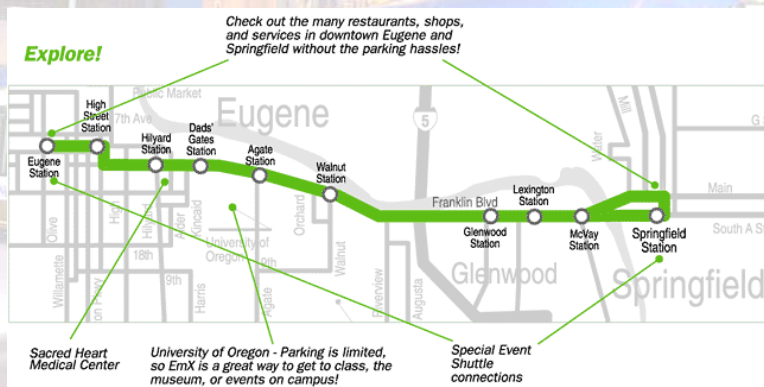 Check out the many restaurants, shops,
and services in downtown Eugene and
Springfield without the parking hassles!
Explore!
Public Market
High
Street
Station
7th Ave
Eugene
5
Mill
Water
Hilyard
Station
Dads'
Gates
Station
Agate
Station
Walnut
Station
Eugene
Station
Franklin Blvd
Lexington
Station
Main
Glenwood
Station
McVay
Station
Springfield
Station
South A St
Olive
High
Hilyard
Alder
Kincaid
Orchard
University of
Oregon
18th
Walnut
Glenwood
Springfield
Willamette
Harris
Agate
Riverview
Augusta
Sacred Heart
Medical Center
University of Oregon - Parking is limited,
so EmX is a great way to get to class, the
museum, or events on campus!
Special Event
Shuttle
connections